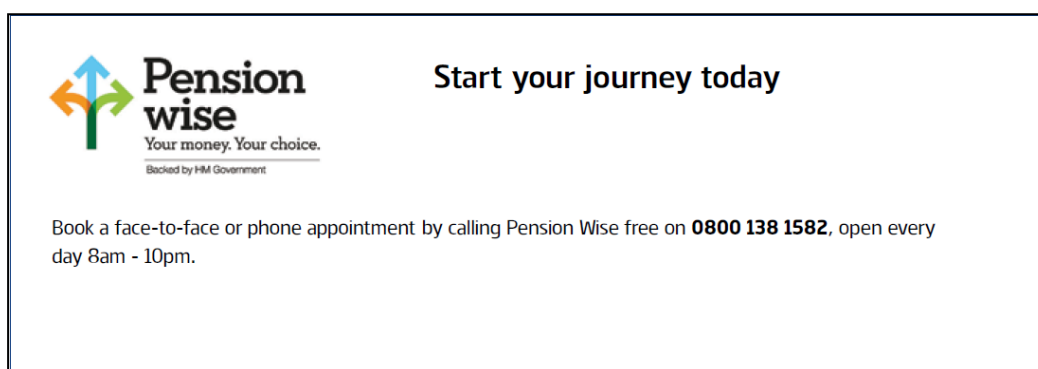 Pension
wise
Your money. Your choice.
Backed by HM Government
Start your journey today
Book a face-to-face or phone appointment by calling Pension Wise free on 0800 138 1582, open every
day 8am - 10pm.